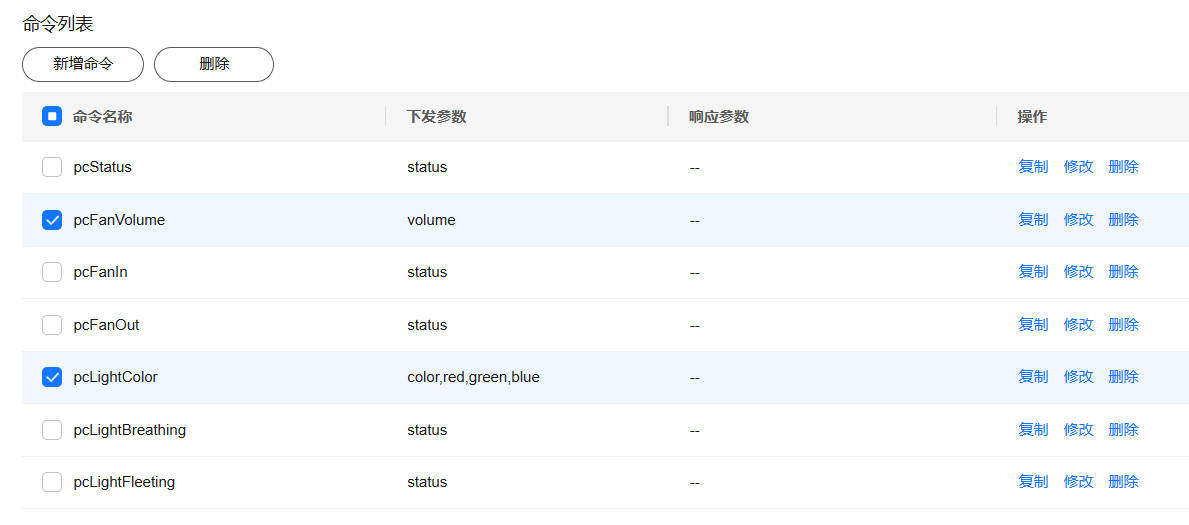 命令列表
新增命令 删除
命令名称 下发参数 响应参数 操作
pcStatus status -- 复制 修改 删除
pcFanVolume volume -- 复制 修改 删除
pcFanIn status -- 复制 修改 删除
pcFanOut status -- 复制 修改 删除
pcLightColor color,red,green,blue -- 复制 修改 删除
pcLightBreathing status -- 复制 修改 删除
pcLightFleeting status -- 复制 修改 删除